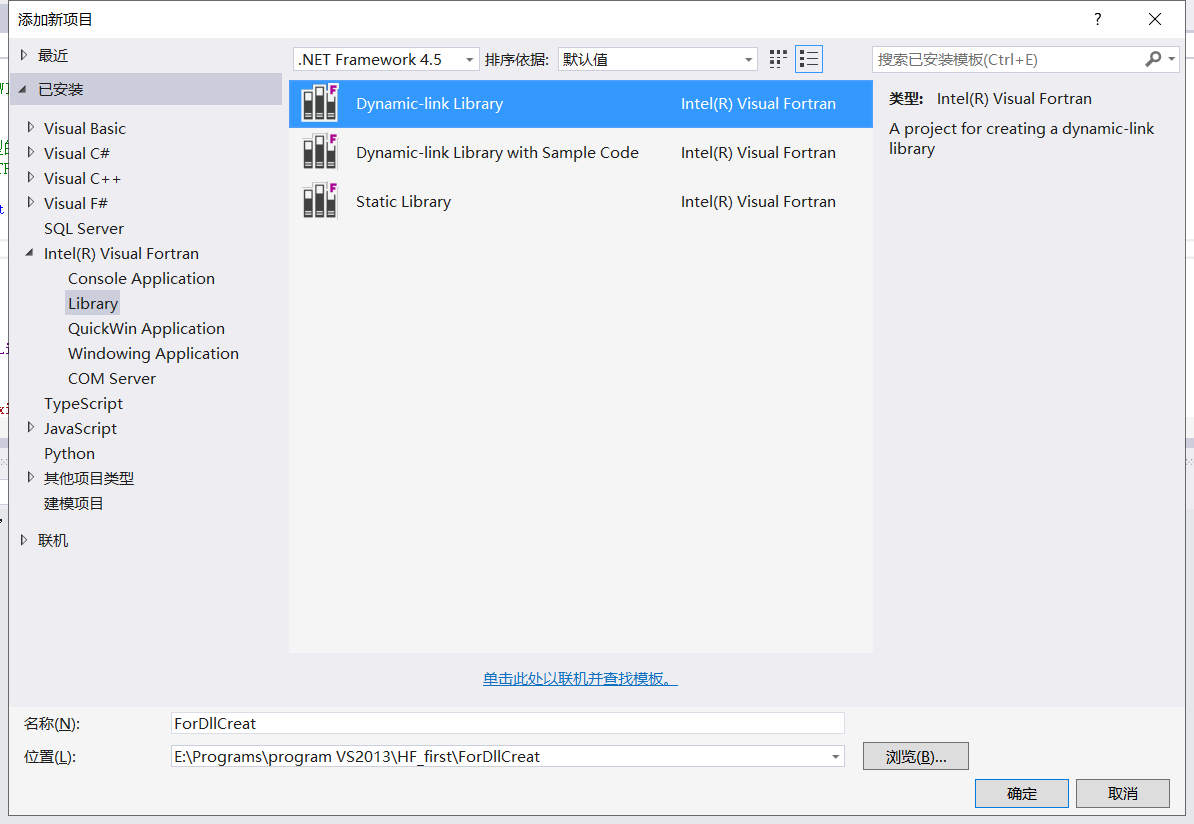 添加新项目
?
最近
已安装
Visual Basic
Visual C#
Visual C++
Visual F#
SQL Server
Intel(R) Visual Fortran
Console Application
Library
QuickWin Application
Windowing Application
COM Server
TypeScript
JavaScript
Python
其他项目类型
建模项目
联机
.NET Framework 4.5
排序依据:
默认值
Dynamic-link Library
Intel(R) Visual Fortran
Dynamic-link Library with Sample Code
Intel(R) Visual Fortran
Static Library
Intel(R) Visual Fortran
单击此处以联机并查找模板。
搜索已安装模板(Ctrl+E)
类型: Intel(R) Visual Fortran
A project for creating a dynamic-link
library
名称(N):
ForDllCreat
位置(L):
E:\Programs\program VS2013\HF_first\ForDllCreat
浏览(B)...
确定
取消